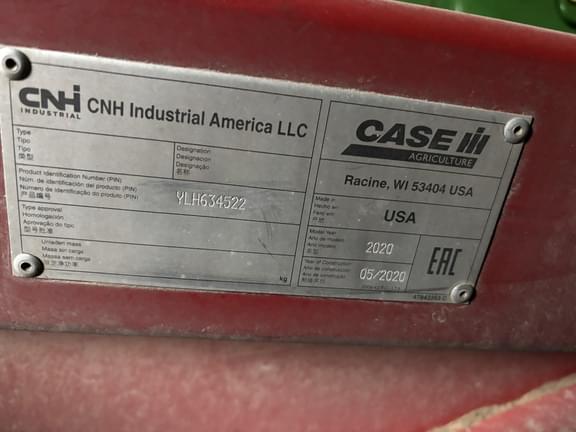 CNH
INDUSTRIAL
CNH Industrial America LLC
Type
Tipo
Tipo
类型
Designation
Designacion
Designação
名称
Product Identification Number (PIN)
Núm. de identificación del producto (PIN)
Número de identificação do produto (PIN)
产品编号
YLH634522
Type approval
Homologación
Aprovação do tipo
型号批准
Unladen mass
Masa sin carga
Massa sem carga
kg
CASE IH
AGRICULTURE
Racine, WI 53404 USA
Made in
Hecho en
Feito em
产地
USA
Model Year
Año de modelo
Ano modelo
2020
Year of Construction
Año de construcción
Ano de construção
05/2020
EAC